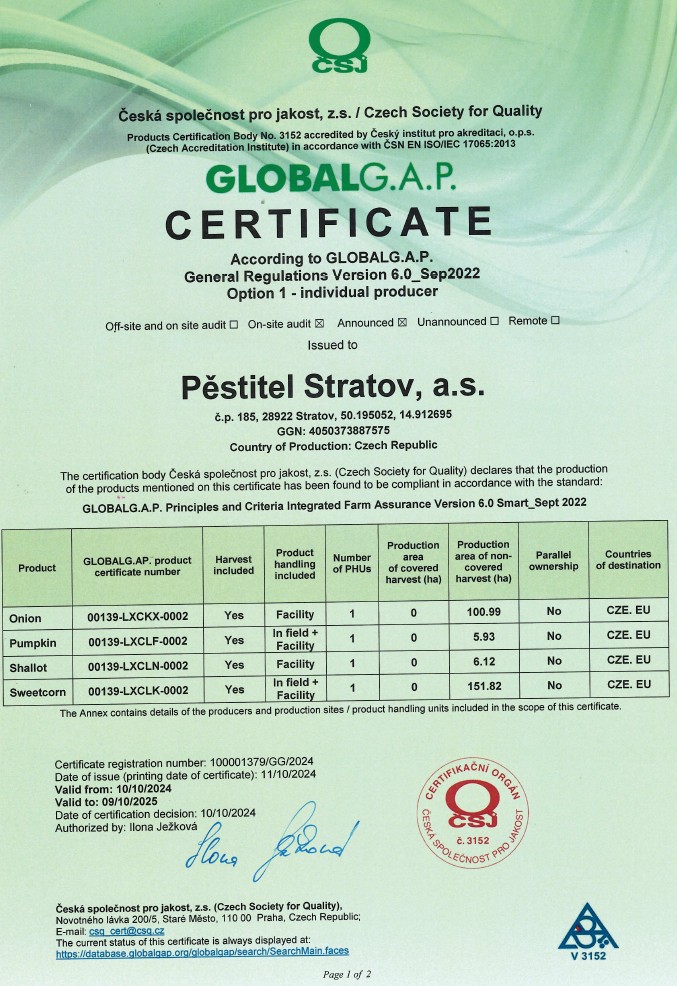 ČSJ
Česká společnost pro jakost, z.s. / Czech Society for Quality
Products Certification Body No. 3152 accredited by Český institut pro akreditaci, o.p.s.
(Czech Accreditation Institute) in accordance with ČSN EN ISO/IEC 17065:2013
GLOBALG.A.P.
CERTIFICATE
According to GLOBALG.A.P.
General Regulations Version 6.0_Sep2022
Option 1 - individual producer
Off-site and on site audit ☐ On-site audit ☒ Announced ☒ Unannounced ☐ Remote ☐
Issued to
Pěstitel Stratov, a.s.
č.p. 185, 28922 Stratov, 50.195052, 14.912695
GGN: 4050373887575
Country of Production: Czech Republic
The certification body Česká společnost pro jakost, z.s. (Czech Society for Quality) declares that the production
of the products mentioned on this certificate has been found to be compliant in accordance with the standard:
GLOBALG.A.P. Principles and Criteria Integrated Farm Assurance Version 6.0 Smart_Sept 2022
Product | GLOBALG.AP. product certificate number | Harvest included | Product handling included | Number of PHUs | Production area of covered harvest (ha) | Production area of non-covered harvest (ha) | Parallel ownership | Countries of destination
Onion | 00139-LXCKX-0002 | Yes | Facility | 1 | 0 | 100.99 | No | CZE. EU
Pumpkin | 00139-LXCLF-0002 | Yes | In field + Facility | 1 | 0 | 5.93 | No | CZE. EU
Shallot | 00139-LXCLN-0002 | Yes | Facility | 1 | 0 | 6.12 | No | CZE. EU
Sweetcorn | 00139-LXCLK-0002 | Yes | In field + Facility | 1 | 0 | 151.82 | No | CZE. EU
The Annex contains details of the producers and production sites / product handling units included in the scope of this certificate.
Certificate registration number: 100001379/GG/2024
Date of issue (printing date of certificate): 11/10/2024
Valid from: 10/10/2024
Valid to: 09/10/2025
Date of certification decision: 10/10/2024
Authorized by: Ilona Ježková
Ilona Ježková
CERTIFIKAČNÍ ORGÁN
ČSJ
č. 3152
ČESKÁ SPOLEČNOST PRO JAKOST
Česká společnost pro jakost, z.s. (Czech Society for Quality),
Novotného lávka 200/5, Staré Město, 110 00 Praha, Czech Republic;
E-mail: csq_cert@csq.cz
The current status of this certificate is always displayed at:
https://database.globalgap.org/globalgap/search/SearchMain.faces
V 3152
Page 1 of 2